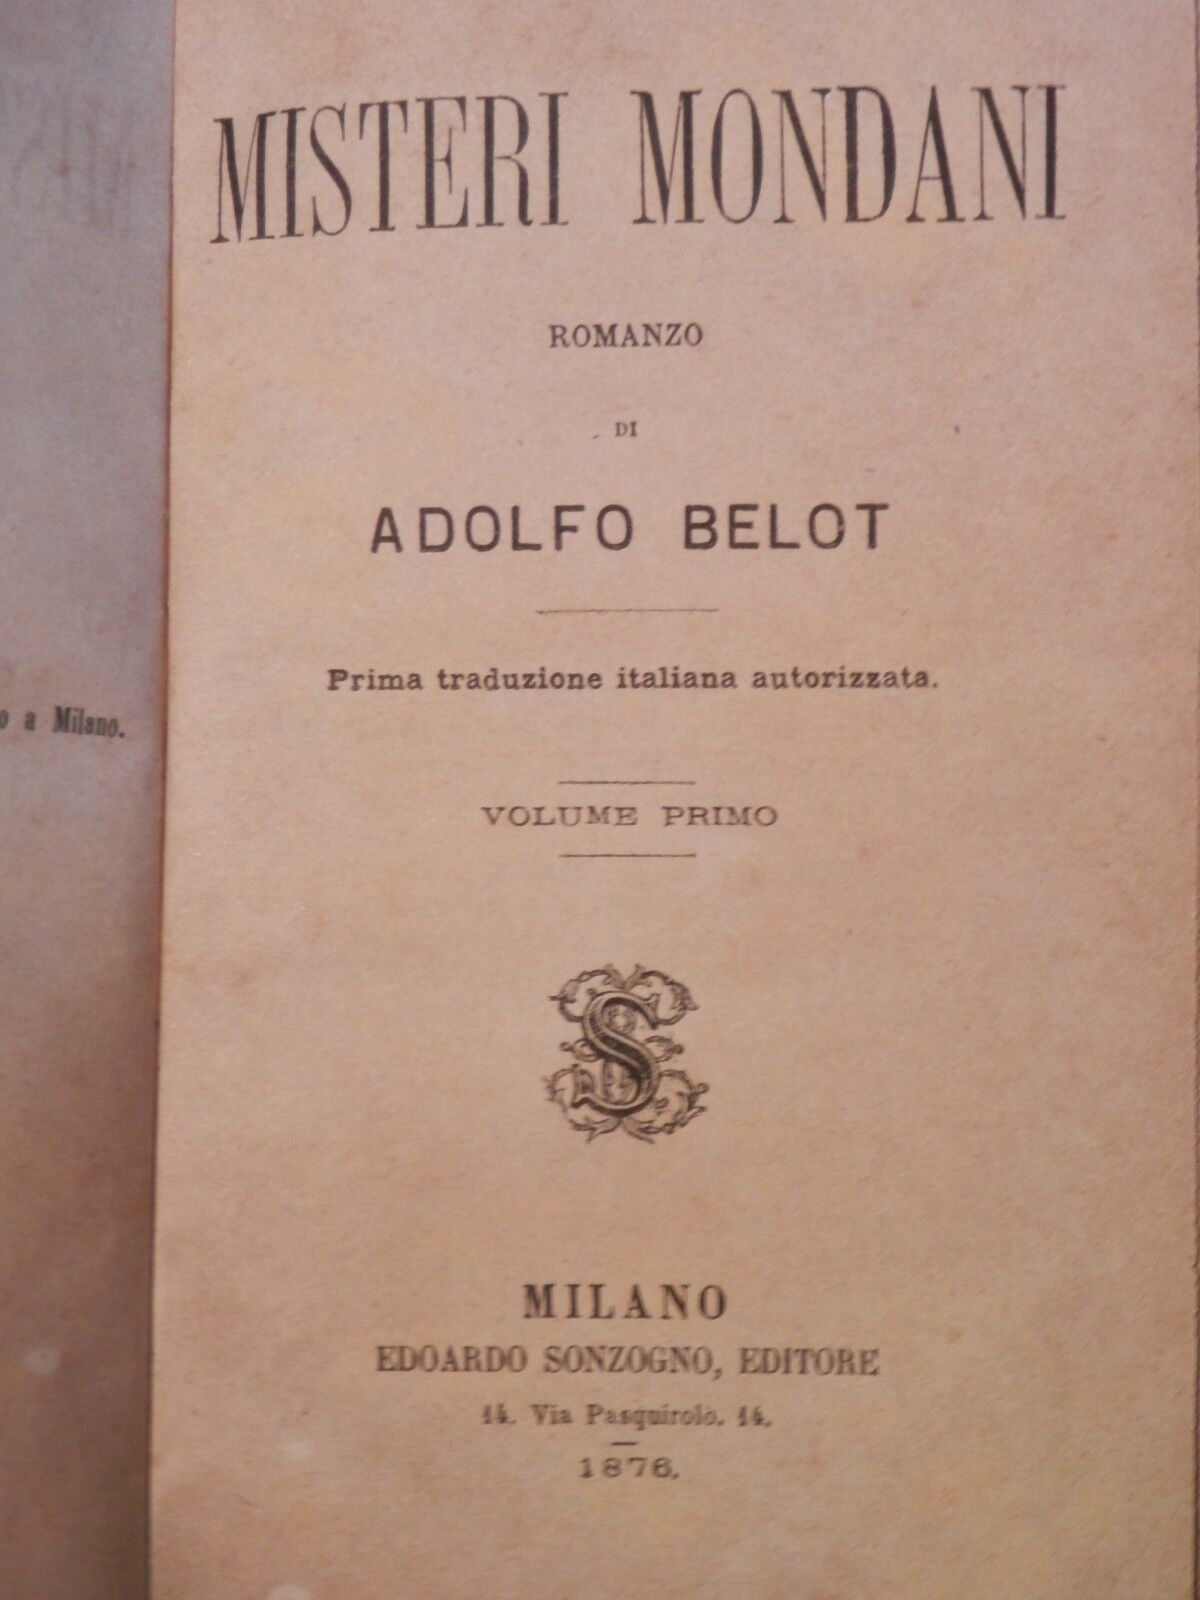 MISTERI MONDANI
ROMANZO
DI
ADOLFO BELOT
Prima traduzione italiana autorizzata.
VOLUME PRIMO
S
MILANO
EDOARDO SONZOGNO, EDITORE
14. Via Pasquirolo. 14.
1876.
o a Milano.